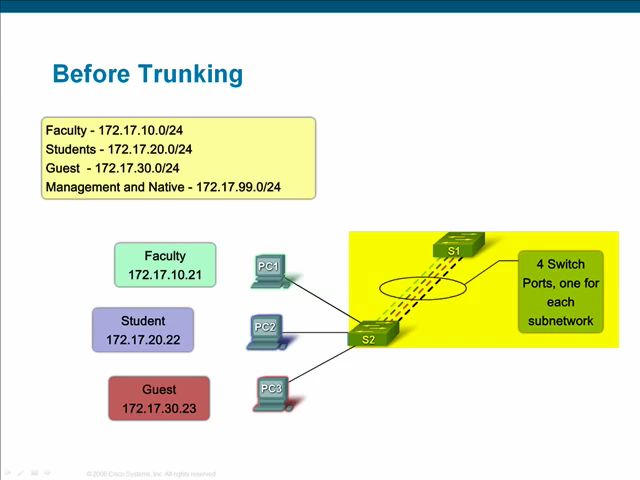 Before Trunking
Faculty - 172.17.10.0/24
Students - 172.17.20.0/24
Guest - 172.17.30.0/24
Management and Native - 172.17.99.0/24
Faculty
172.17.10.21
PC1
S1
4 Switch
Ports, one for
each
subnetwork
Student
172.17.20.22
PC2
S2
Guest
172.17.30.23
PC3
© 2006 Cisco Systems, Inc. All rights reserved